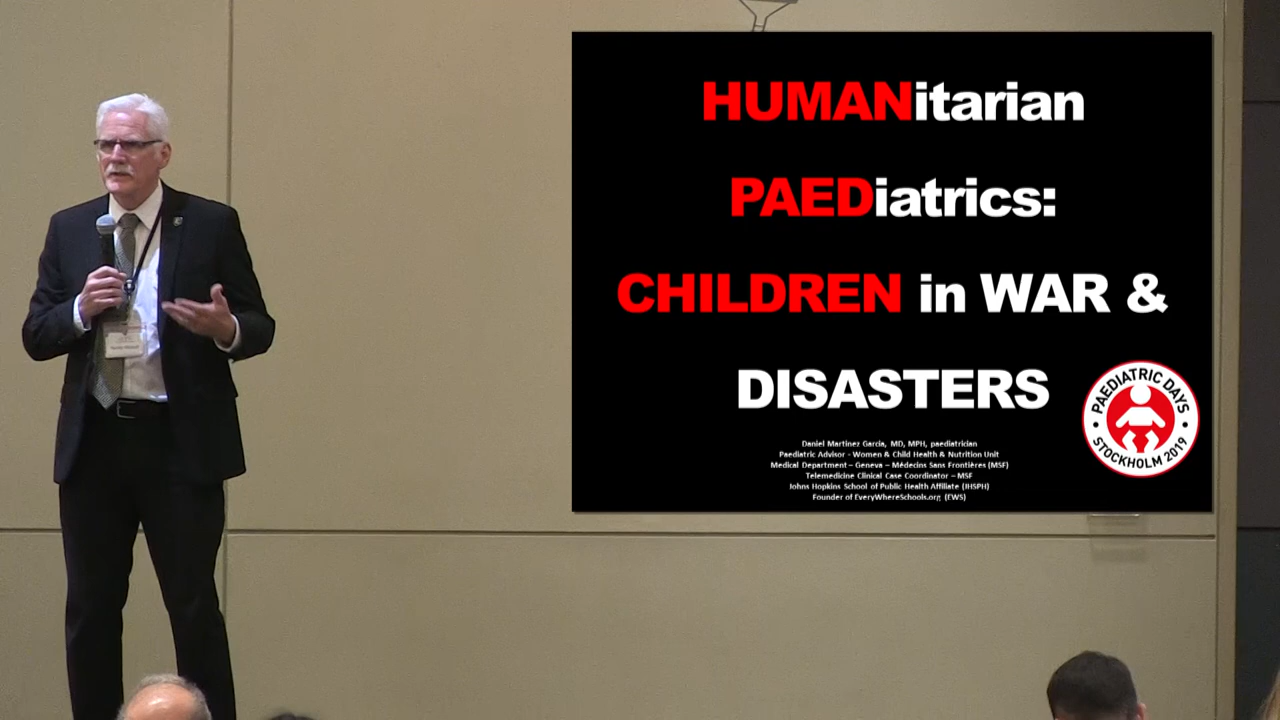 HUMANitarian
PAEDiatrics:
CHILDREN in WAR &
DISASTERS
PAEDIATRIC DAYS
STOCKHOLM 2019
Daniel Martinez Garcia, MD, MPH, paediatrician
Paediatric Advisor - Women & Child Health & Nutrition Unit
Medical Department – Geneva – Médecins Sans Frontières (MSF)
Telemedicine Clinical Case Coordinator – MSF
Johns Hopkins School of Public Health Affiliate (JHSPH)
Founder of EveryWhereSchools.org (EWS)